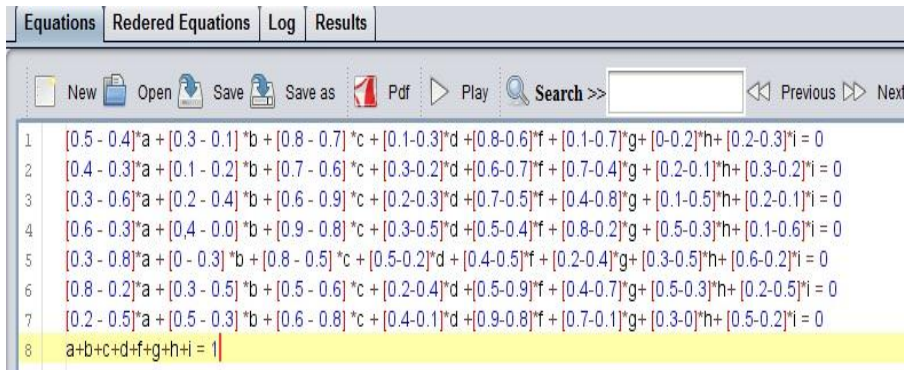 Equations Redered Equations Log Results
New Open Save Save as Pdf Play Search >> Previous Next
1 [0.5 - 0.4]*a + [0.3 - 0.1] *b + [0.8 - 0.7] *c + [0.1-0.3]*d +[0.8-0.6]*f + [0.1-0.7]*g+ [0-0.2]*h+ [0.2-0.3]*i = 0
2 [0.4 - 0.3]*a + [0.1 - 0.2] *b + [0.7 - 0.6] *c + [0.3-0.2]*d +[0.6-0.7]*f + [0.7-0.4]*g + [0.2-0.1]*h+ [0.3-0.2]*i = 0
3 [0.3 - 0.6]*a + [0.2 - 0.4] *b + [0.6 - 0.9] *c + [0.2-0.3]*d +[0.7-0.5]*f + [0.4-0.8]*g + [0.1-0.5]*h+ [0.2-0.1]*i = 0
4 [0.6 - 0.3]*a + [0,4 - 0.0] *b + [0.9 - 0.8] *c + [0.3-0.5]*d +[0.5-0.4]*f + [0.8-0.2]*g + [0.5-0.3]*h+ [0.1-0.6]*i = 0
5 [0.3 - 0.8]*a + [0 - 0.3] *b + [0.8 - 0.5] *c + [0.5-0.2]*d + [0.4-0.5]*f + [0.2-0.4]*g+ [0.3-0.5]*h+ [0.6-0.2]*i = 0
6 [0.8 - 0.2]*a + [0.3 - 0.5] *b + [0.5 - 0.6] *c + [0.2-0.4]*d +[0.5-0.9]*f + [0.4-0.7]*g+ [0.5-0.3]*h+ [0.2-0.5]*i = 0
7 [0.2 - 0.5]*a + [0.5 - 0.3] *b + [0.6 - 0.8] *c + [0.4-0.1]*d +[0.9-0.8]*f + [0.7-0.1]*g+ [0.3-0]*h+ [0.5-0.2]*i = 0
8 a+b+c+d+f+g+h+i = 1